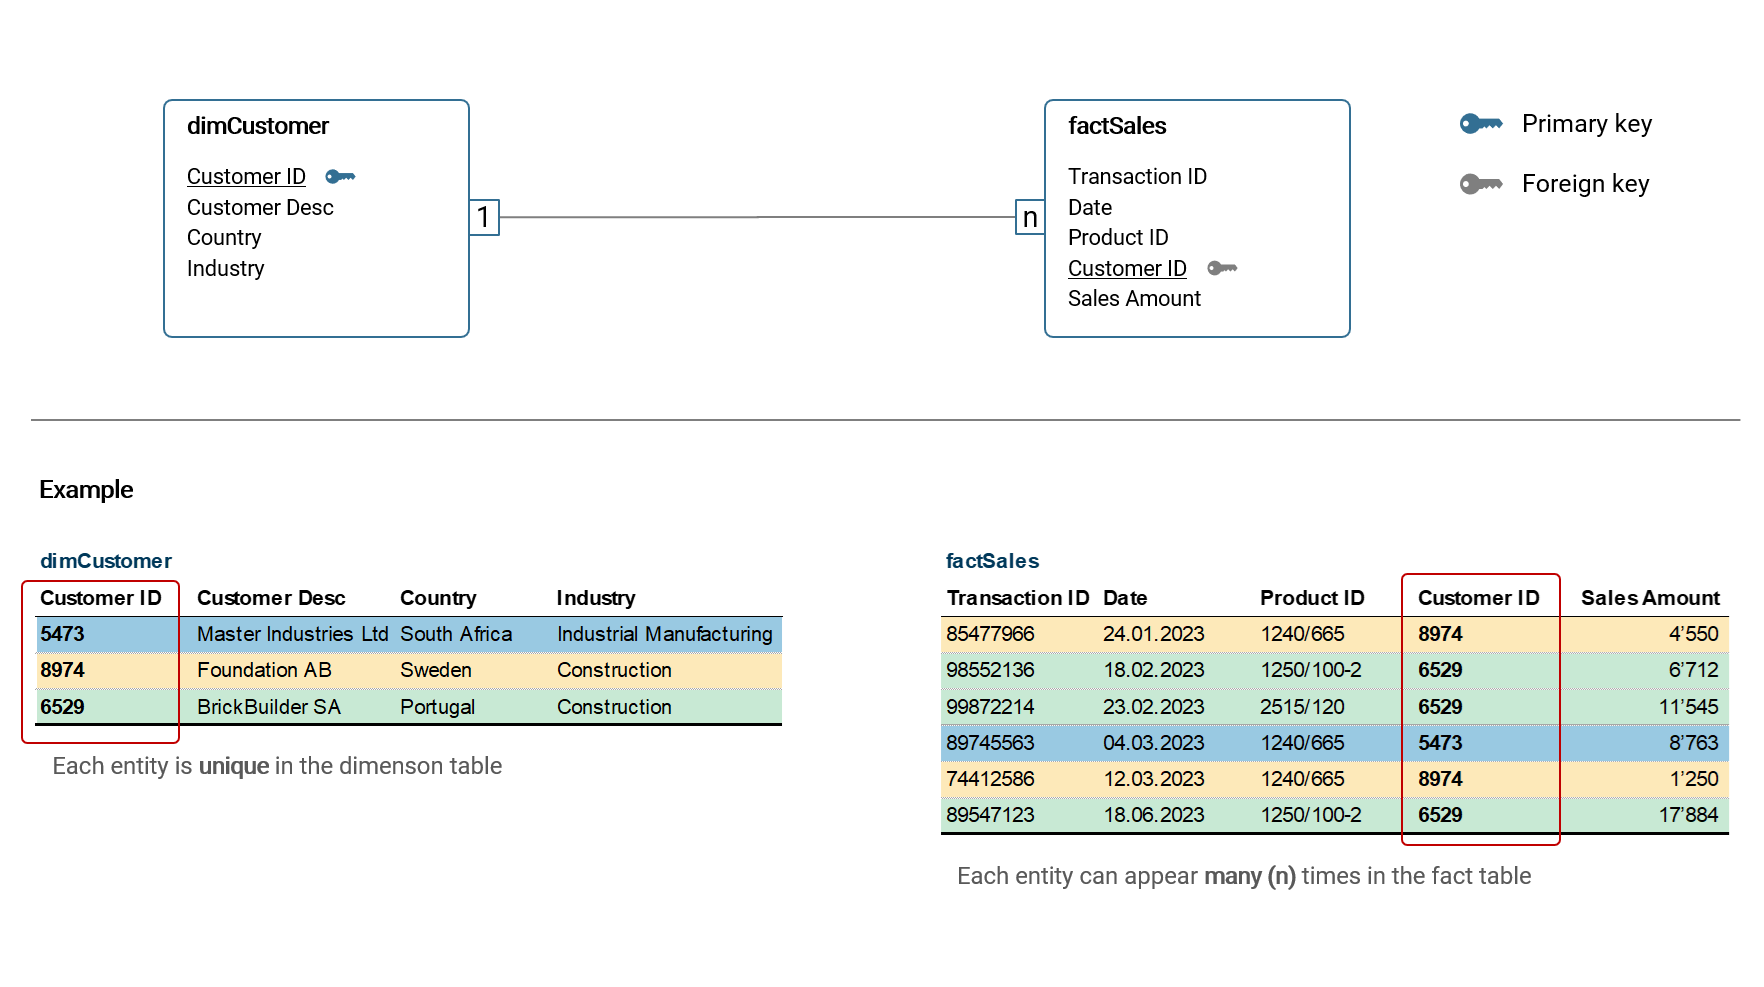 dimCustomer
Customer ID
Customer Desc
Country
Industry
1
n
factSales
Transaction ID
Date
Product ID
Customer ID
Sales Amount
Primary key
Foreign key
Example
dimCustomer
Customer ID Customer Desc Country Industry
5473 Master Industries Ltd South Africa Industrial Manufacturing
8974 Foundation AB Sweden Construction
6529 BrickBuilder SA Portugal Construction
Each entity is unique in the dimenson table
factSales
Transaction ID Date Product ID Customer ID Sales Amount
85477966 24.01.2023 1240/665 8974 4’550
98552136 18.02.2023 1250/100-2 6529 6’712
99872214 23.02.2023 2515/120 6529 11’545
89745563 04.03.2023 1240/665 5473 8’763
74412586 12.03.2023 1240/665 8974 1’250
89547123 18.06.2023 1250/100-2 6529 17’884
Each entity can appear many (n) times in the fact table